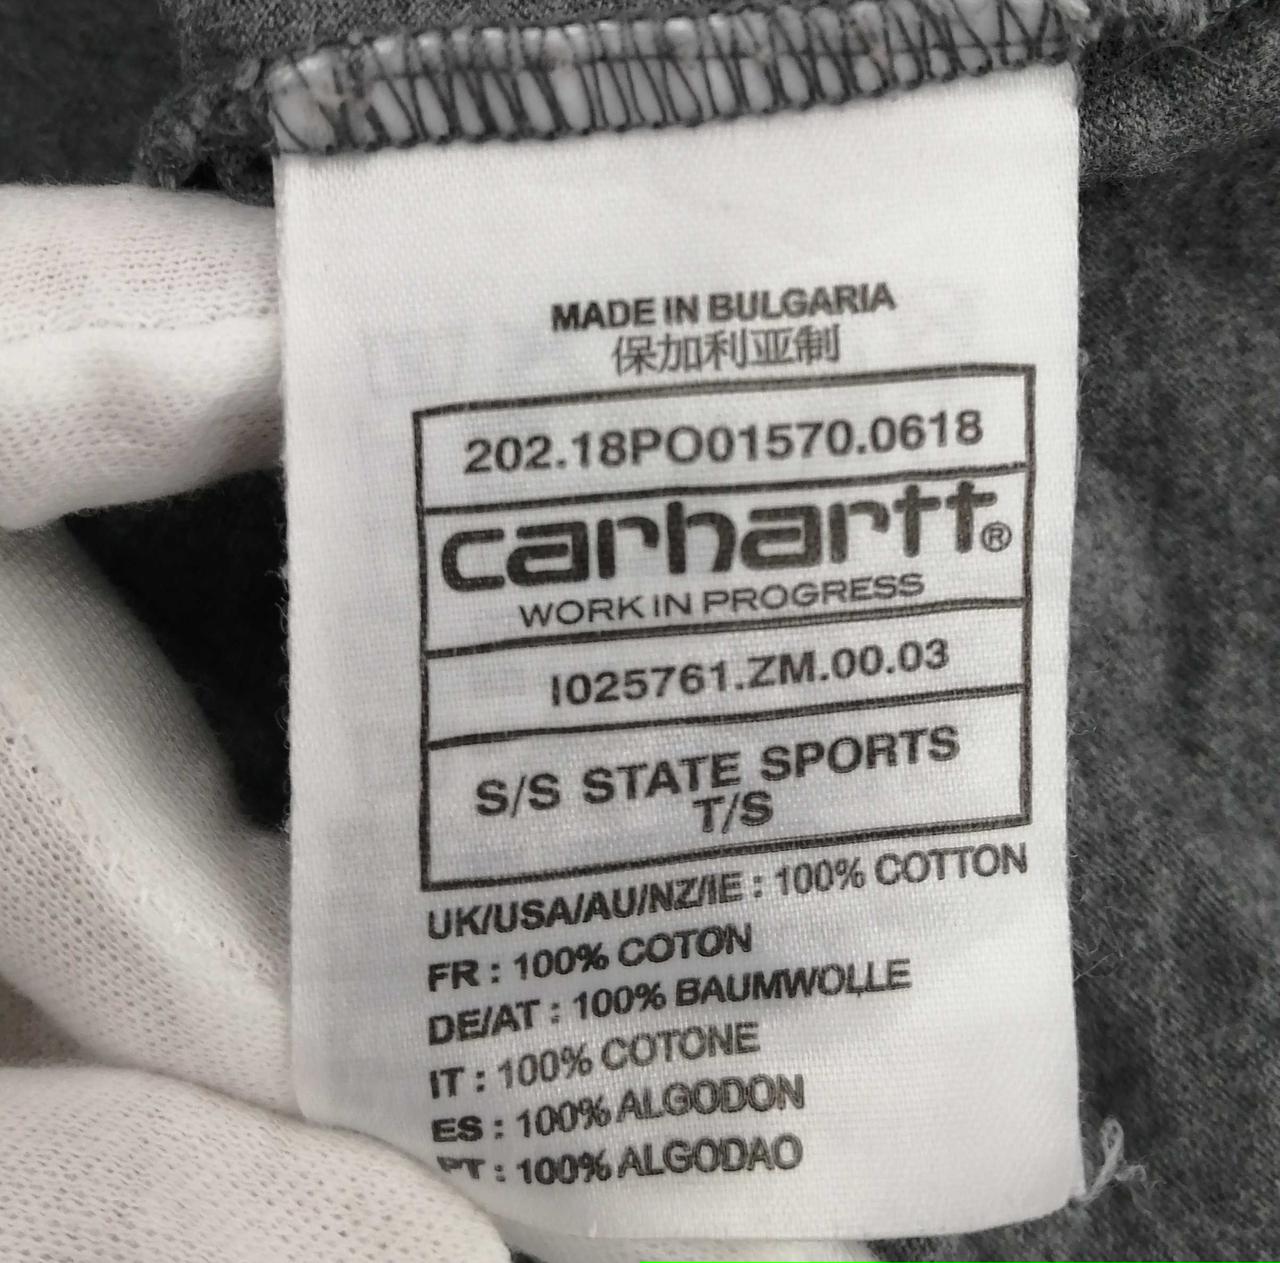 MADE IN BULGARIA
保加利亚制
202.18PO01570.0618
carhartt®
WORK IN PROGRESS
I025761.ZM.00.03
S/S STATE SPORTS
T/S
UK/USA/AU/NZ/IE : 100% COTTON
FR : 100% COTON
DE/AT : 100% BAUMWOLLE
IT : 100% COTONE
ES : 100% ALGODON
PT : 100% ALGODAO